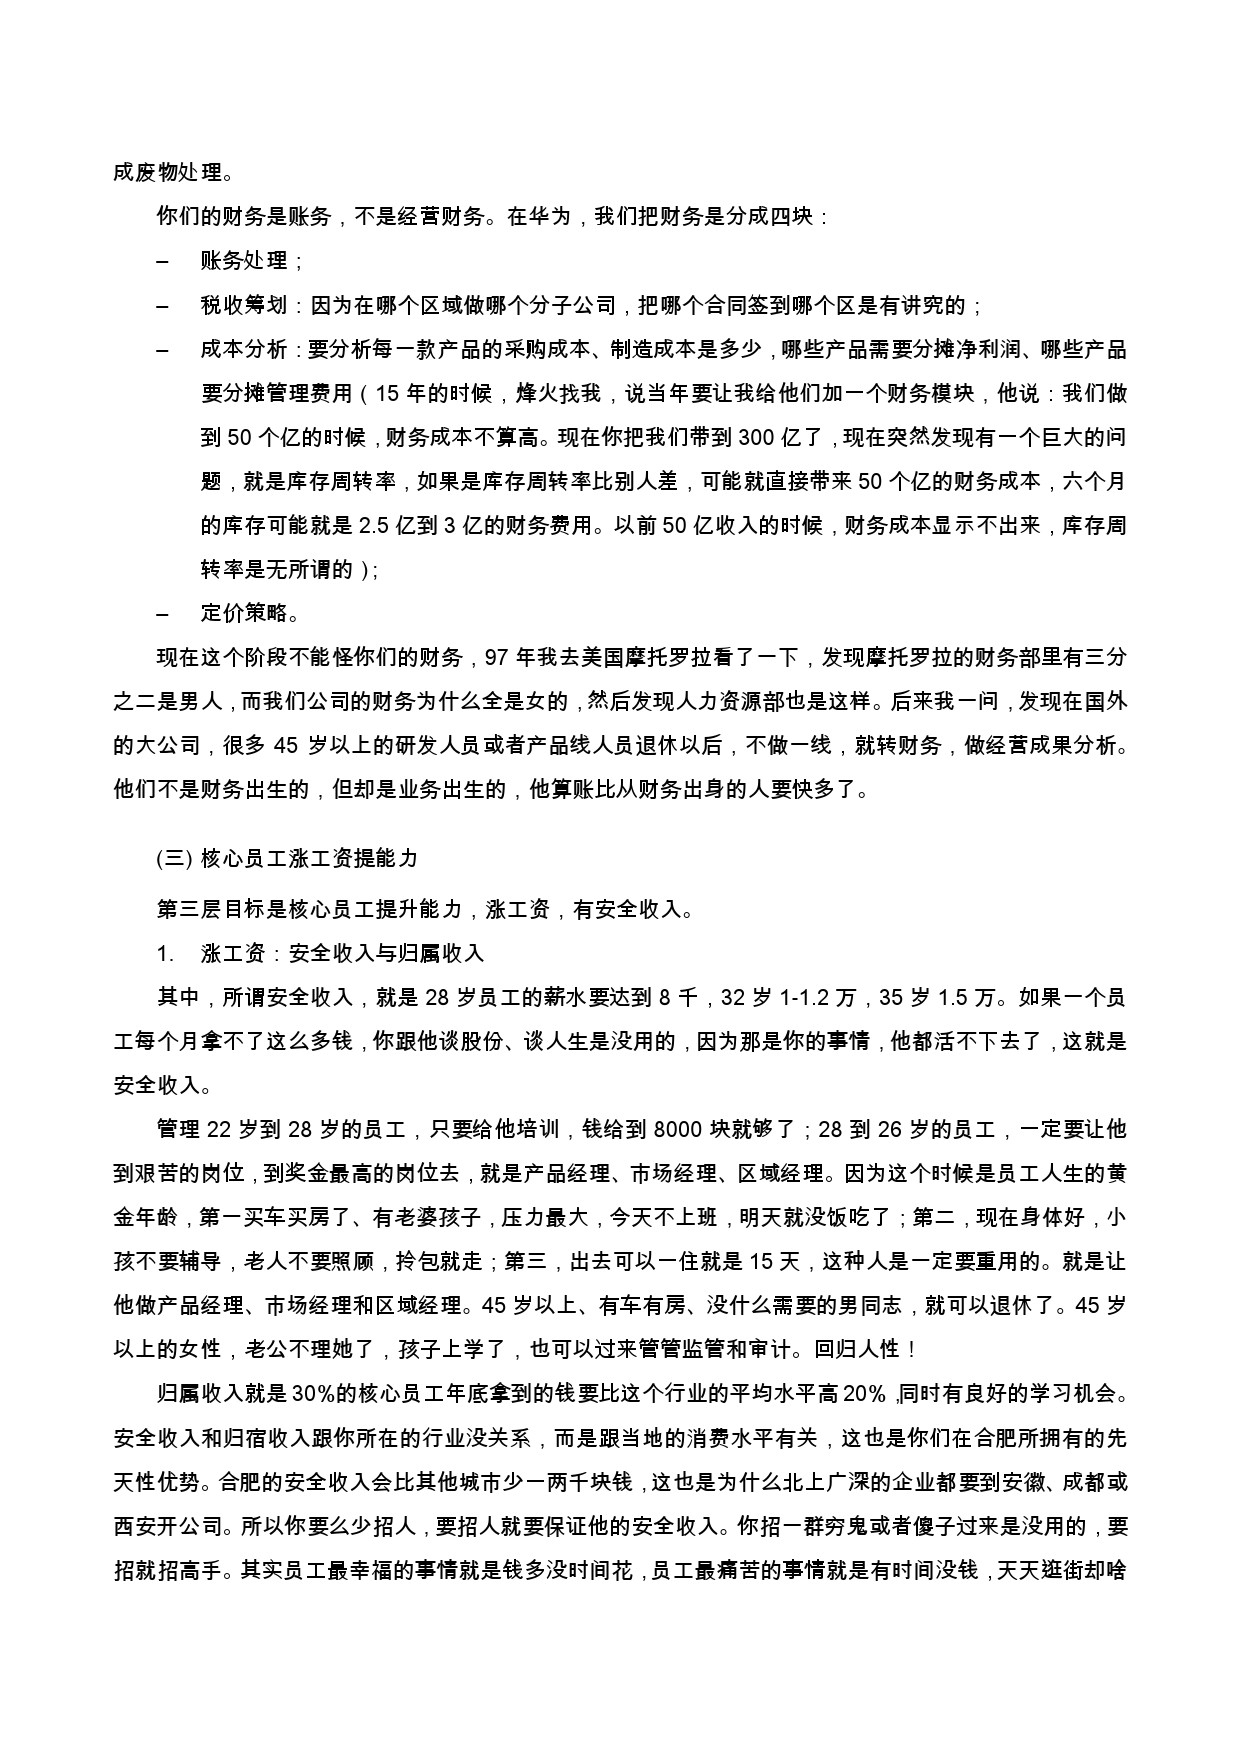 成废物处理。
你们的财务是账务，不是经营财务。在华为，我们把财务是分成四块：
– 账务处理；
– 税收筹划：因为在哪个区域做哪个分子公司，把哪个合同签到哪个区是有讲究的；
– 成本分析：要分析每一款产品的采购成本、制造成本是多少，哪些产品需要分摊净利润、哪些产品
要分摊管理费用（15 年的时候，烽火找我，说当年要让我给他们加一个财务模块，他说：我们做
到 50 个亿的时候，财务成本不算高。现在你把我们带到 300 亿了，现在突然发现有一个巨大的问
题，就是库存周转率，如果是库存周转率比别人差，可能就直接带来 50 个亿的财务成本，六个月
的库存可能就是 2.5 亿到 3 亿的财务费用。以前 50 亿收入的时候，财务成本显示不出来，库存周
转率是无所谓的）；
– 定价策略。
现在这个阶段不能怪你们的财务，97 年我去美国摩托罗拉看了一下，发现摩托罗拉的财务部里有三分
之二是男人，而我们公司的财务为什么全是女的，然后发现人力资源部也是这样。后来我一问，发现在国外
的大公司，很多 45 岁以上的研发人员或者产品线人员退休以后，不做一线，就转财务，做经营成果分析。
他们不是财务出生的，但却是业务出生的，他算账比从财务出身的人要快多了。
(三) 核心员工涨工资提能力
第三层目标是核心员工提升能力，涨工资，有安全收入。
1. 涨工资：安全收入与归属收入
其中，所谓安全收入，就是 28 岁员工的薪水要达到 8 千，32 岁 1-1.2 万，35 岁 1.5 万。如果一个员
工每个月拿不了这么多钱，你跟他谈股份、谈人生是没用的，因为那是你的事情，他都活不下去了，这就是
安全收入。
管理 22 岁到 28 岁的员工，只要给他培训，钱给到 8000 块就够了；28 到 26 岁的员工，一定要让他
到艰苦的岗位，到奖金最高的岗位去，就是产品经理、市场经理、区域经理。因为这个时候是员工人生的黄
金年龄，第一买车买房了、有老婆孩子，压力最大，今天不上班，明天就没饭吃了；第二，现在身体好，小
孩不要辅导，老人不要照顾，拎包就走；第三，出去可以一住就是 15 天，这种人是一定要重用的。就是让
他做产品经理、市场经理和区域经理。45 岁以上、有车有房、没什么需要的男同志，就可以退休了。45 岁
以上的女性，老公不理她了，孩子上学了，也可以过来管管监管和审计。回归人性！
归属收入就是 30%的核心员工年底拿到的钱要比这个行业的平均水平高 20%，同时有良好的学习机会。
安全收入和归宿收入跟你所在的行业没关系，而是跟当地的消费水平有关，这也是你们在合肥所拥有的先
天性优势。合肥的安全收入会比其他城市少一两千块钱，这也是为什么北上广深的企业都要到安徽、成都或
西安开公司。所以你要么少招人，要招人就要保证他的安全收入。你招一群穷鬼或者傻子过来是没用的，要
招就招高手。其实员工最幸福的事情就是钱多没时间花，员工最痛苦的事情就是有时间没钱，天天逛街却啥